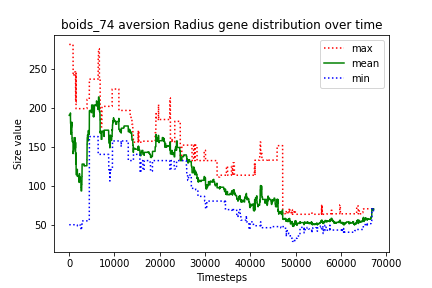 boids_74 aversion Radius gene distribution over time
max
mean
min
Size value
250
200
150
100
50
0
10000
20000
30000
40000
50000
60000
70000
Timesteps